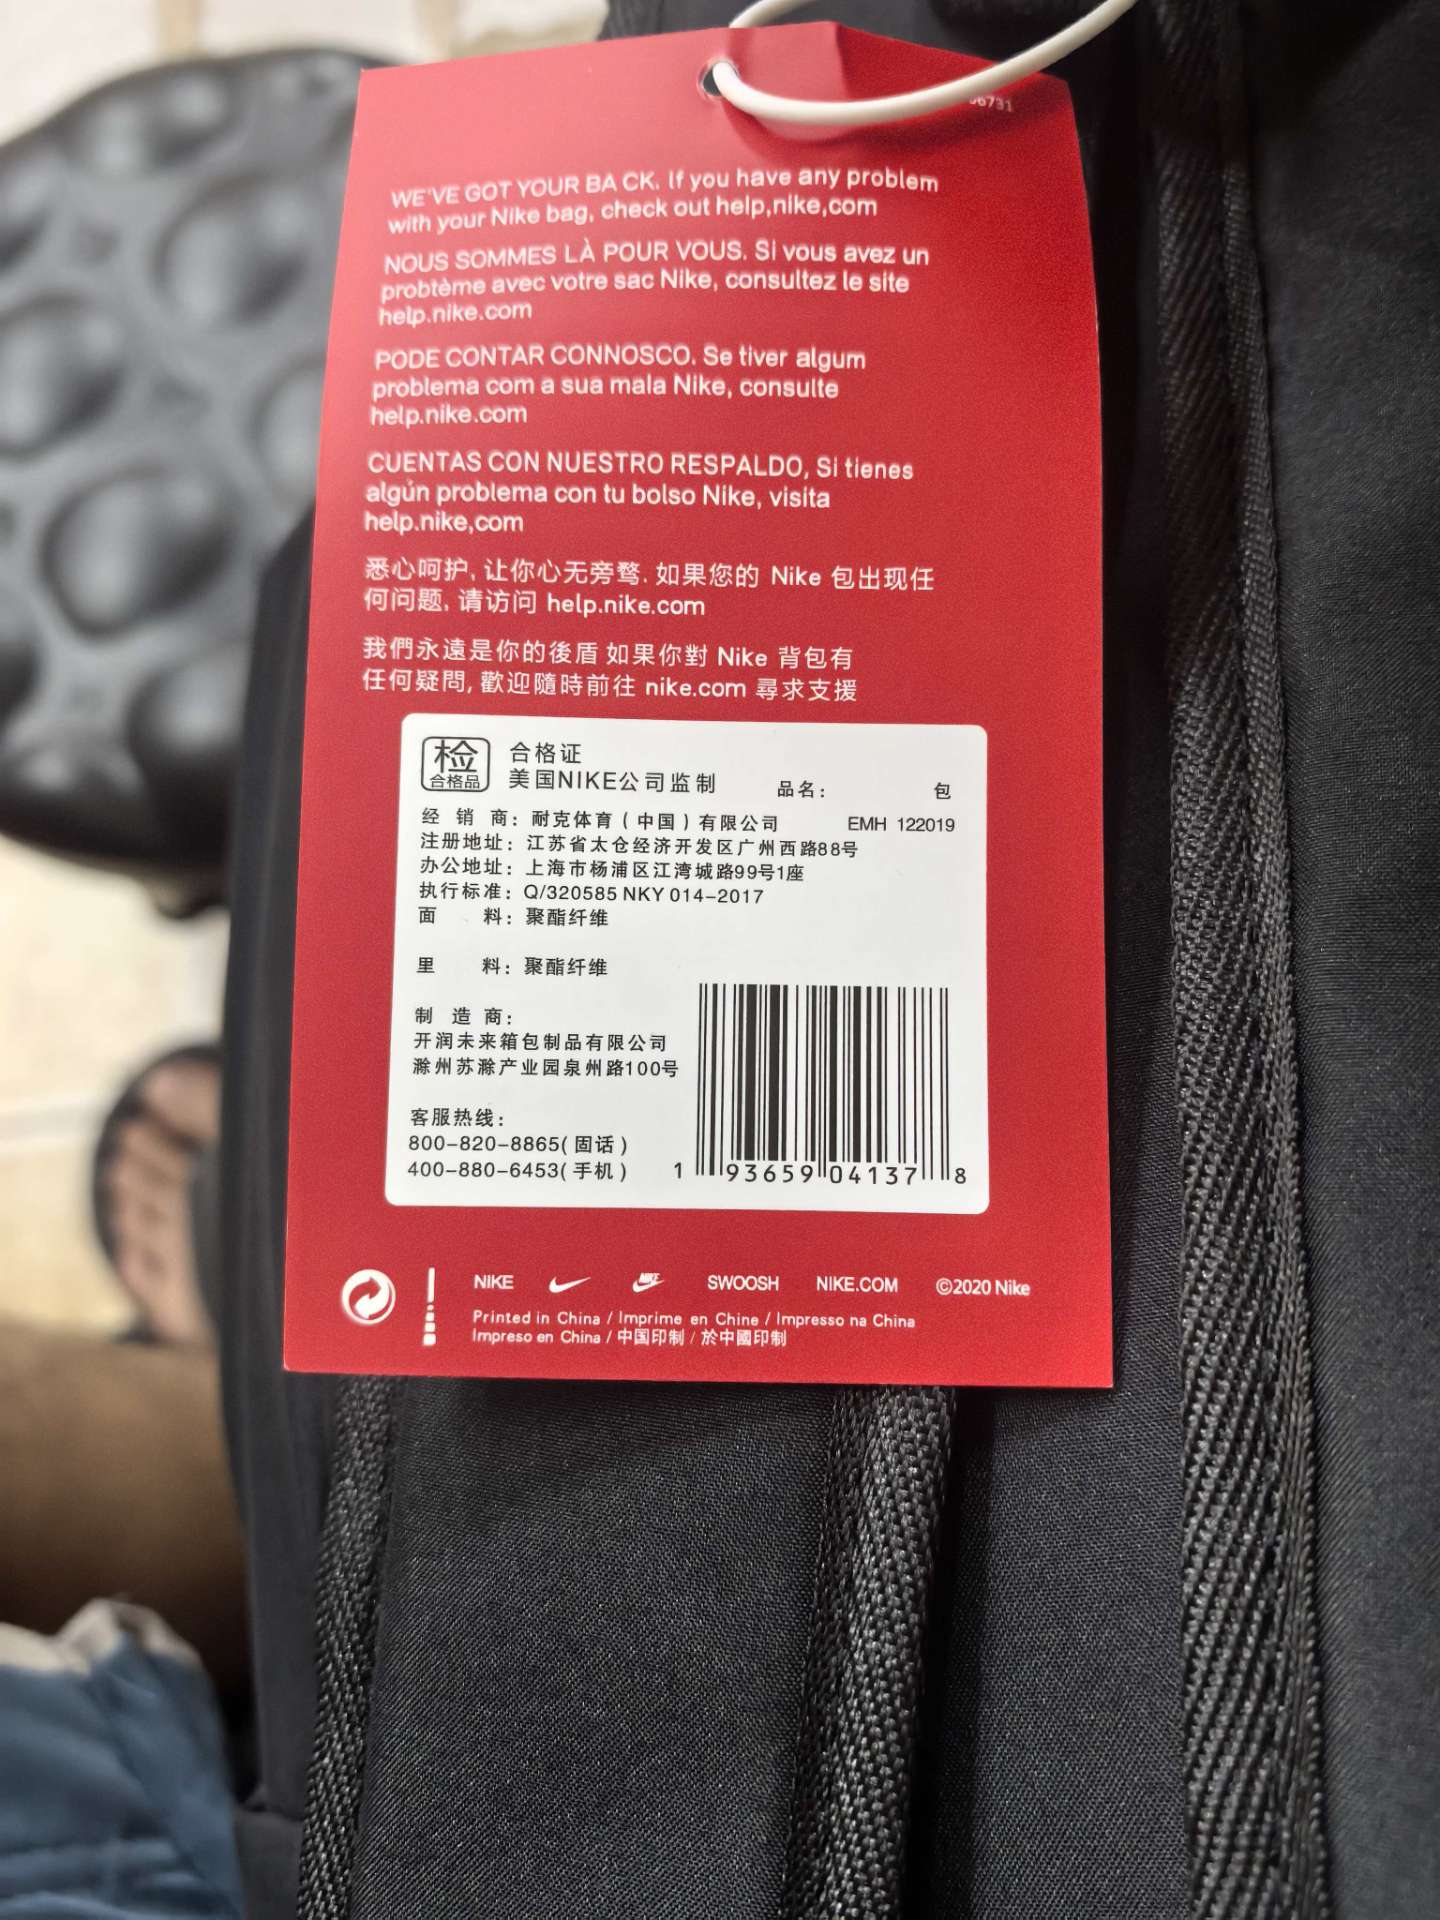 WE'VE GOT YOUR BA CK. If you have any problem
with your Nike bag, check out help,nike,com
NOUS SOMMES LÀ POUR VOUS. Si vous avez un
probtème avec votre sac Nike, consultez le site
help.nike.com
PODE CONTAR CONNOSCO. Se tiver algum
problema com a sua mala Nike, consulte
help.nike.com
CUENTAS CON NUESTRO RESPALDO, Si tienes
algún problema con tu bolso Nike, visita
help.nike,com
悉心呵护, 让你心无旁骛. 如果您的 Nike 包出现任
何问题, 请访问 help.nike.com
我們永遠是你的後盾 如果你對 Nike 背包有
任何疑問, 歡迎隨時前往 nike.com 尋求支援
检
合格品
合格证
美国NIKE公司监制
品名: 包
经销商: 耐克体育(中国)有限公司 EMH 122019
注册地址: 江苏省太仓经济开发区广州西路88号
办公地址: 上海市杨浦区江湾城路99号1座
执行标准: Q/320585 NKY 014-2017
面料: 聚酯纤维
里料: 聚酯纤维
制造商:
开润未来箱包制品有限公司
滁州苏滁产业园泉州路100号
客服热线:
800-820-8865(固话)
400-880-6453(手机)
1 93659 04137 8
NIKE NIKE SWOOSH NIKE.COM ©2020 Nike
Printed in China / Imprime en Chine / Impresso na China
Impreso en China / 中国印制 / 於中國印制